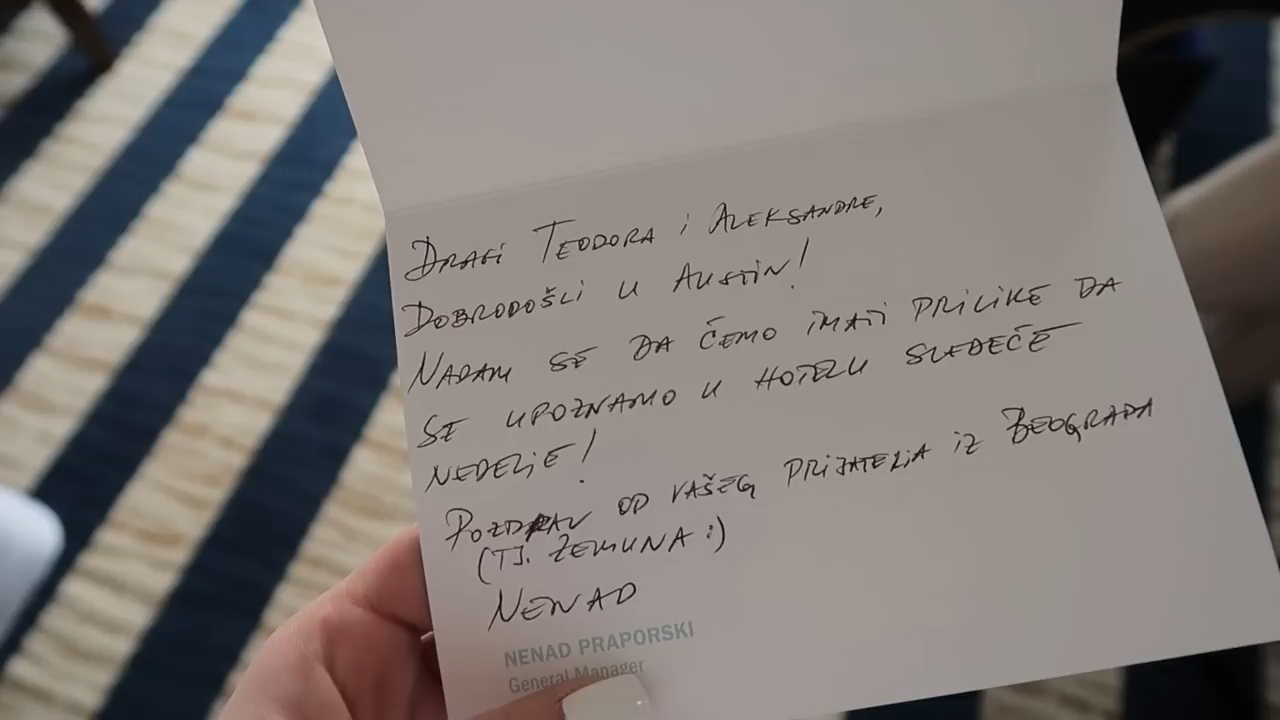 DRAGI TEODORA i ALEKSANDRE,
DOBRODOŠLI U AUSTIN!
NADAM SE DA ĆEMO IMATI PRILIKE DA
SE UPOZNAMO U HOTELU SLEDEĆE
NEDELJE!
POZDRAV OD VAŠEG PRIJATELJA IZ BEOGRADA
(TJ. ZEMUNA :)
NENAD
NENAD PRAPORSKI
General Manager